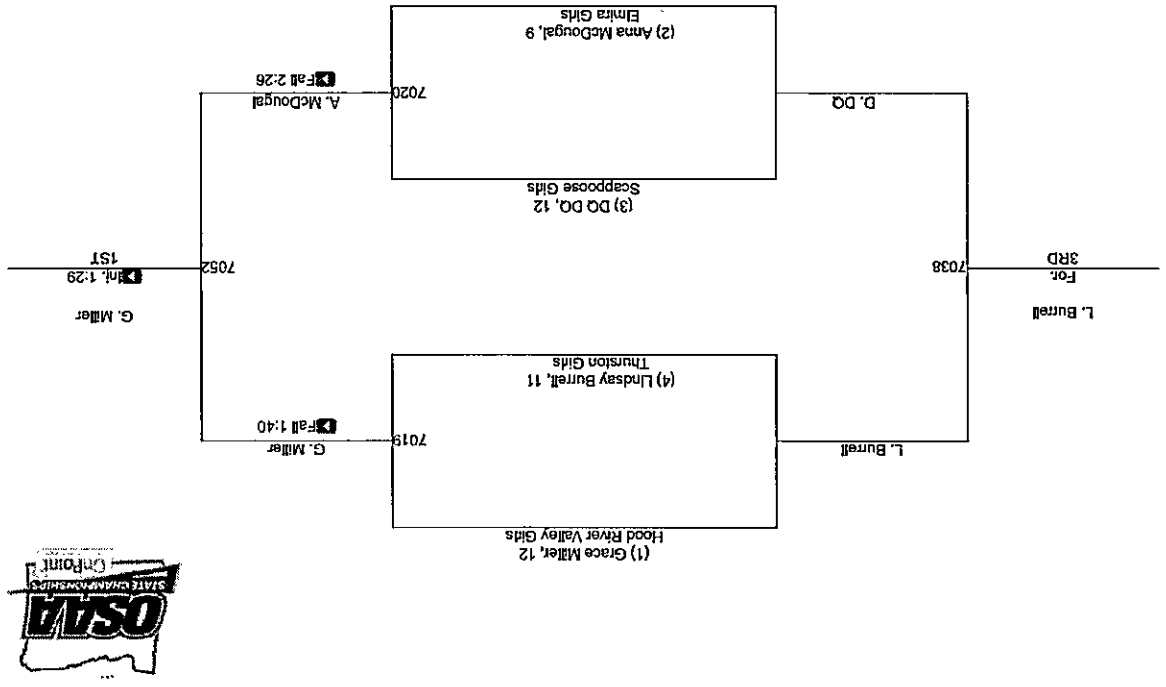 OSAA
STATE CHAMPIONSHIPS
OnPoint
(1) Grace Miller, 12
Hood River Valley Girls
L. Burrell
7019
G. Miller
Fall 1:40
(4) Lindsay Burrell, 11
Thurston Girls
L. Burrell
For.
3RD
7038
7052
G. Miller
Inj. 1:29
1ST
(3) DQ DQ, 12
Scappoose Girls
D. DQ
7020
A. McDougal
Fall 2:26
(2) Anna McDougal, 9
Elmira Girls